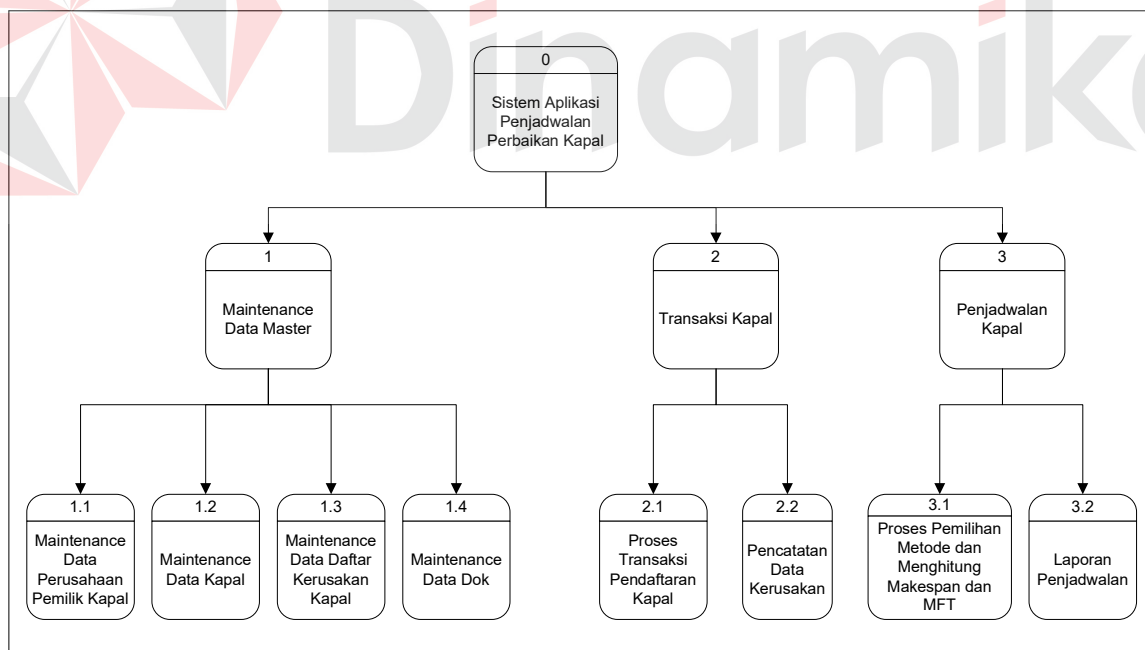 Dinamika
0
Sistem Aplikasi
Penjadwalan
Perbaikan Kapal
1
Maintenance
Data Master
2
Transaksi Kapal
3
Penjadwalan
Kapal
1.1
Maintenance
Data
Perusahaan
Pemilik Kapal
1.2
Maintenance
Data Kapal
1.3
Maintenance
Data Daftar
Kerusakan
Kapal
1.4
Maintenance
Data Dok
2.1
Proses
Transaksi
Pendaftaran
Kapal
2.2
Pencatatan
Data
Kerusakan
3.1
Proses Pemilihan
Metode dan
Menghitung
Makespan dan
MFT
3.2
Laporan
Penjadwalan